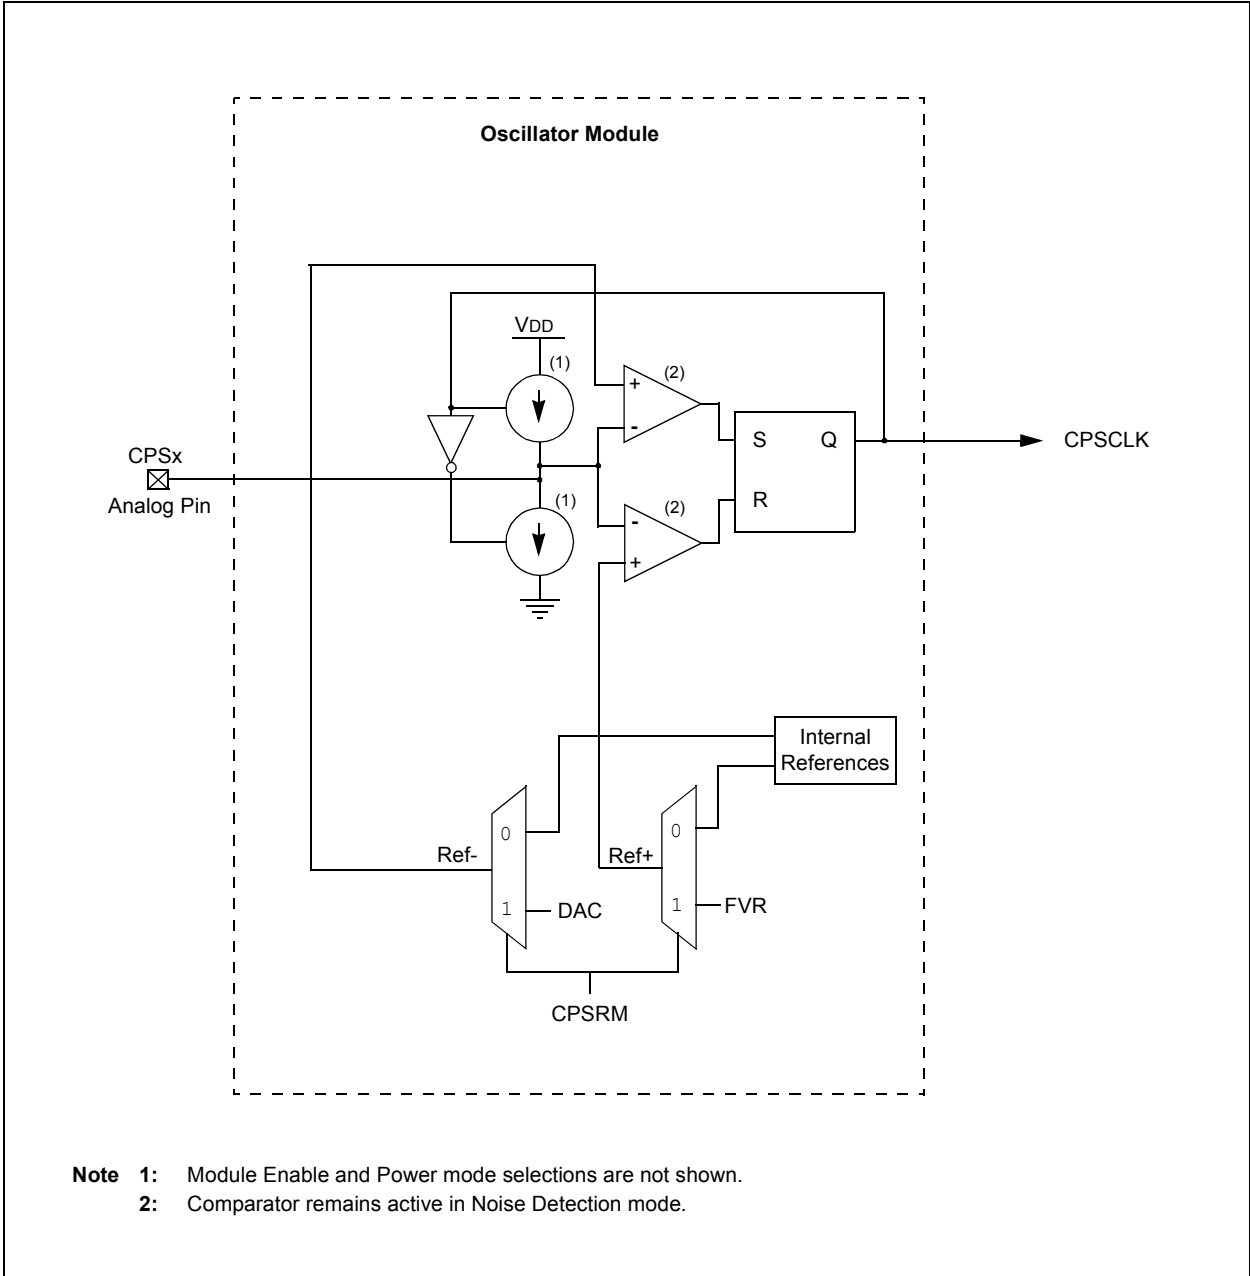 Oscillator Module
VDD
(1)
(2)
+
-
S Q
CPSCLK
CPSx
Analog Pin
(1)
(2)
R
-
+
Internal
References
0
0
Ref-
Ref+
1
DAC
1
FVR
CPSRM
Note 1: Module Enable and Power mode selections are not shown.
2: Comparator remains active in Noise Detection mode.